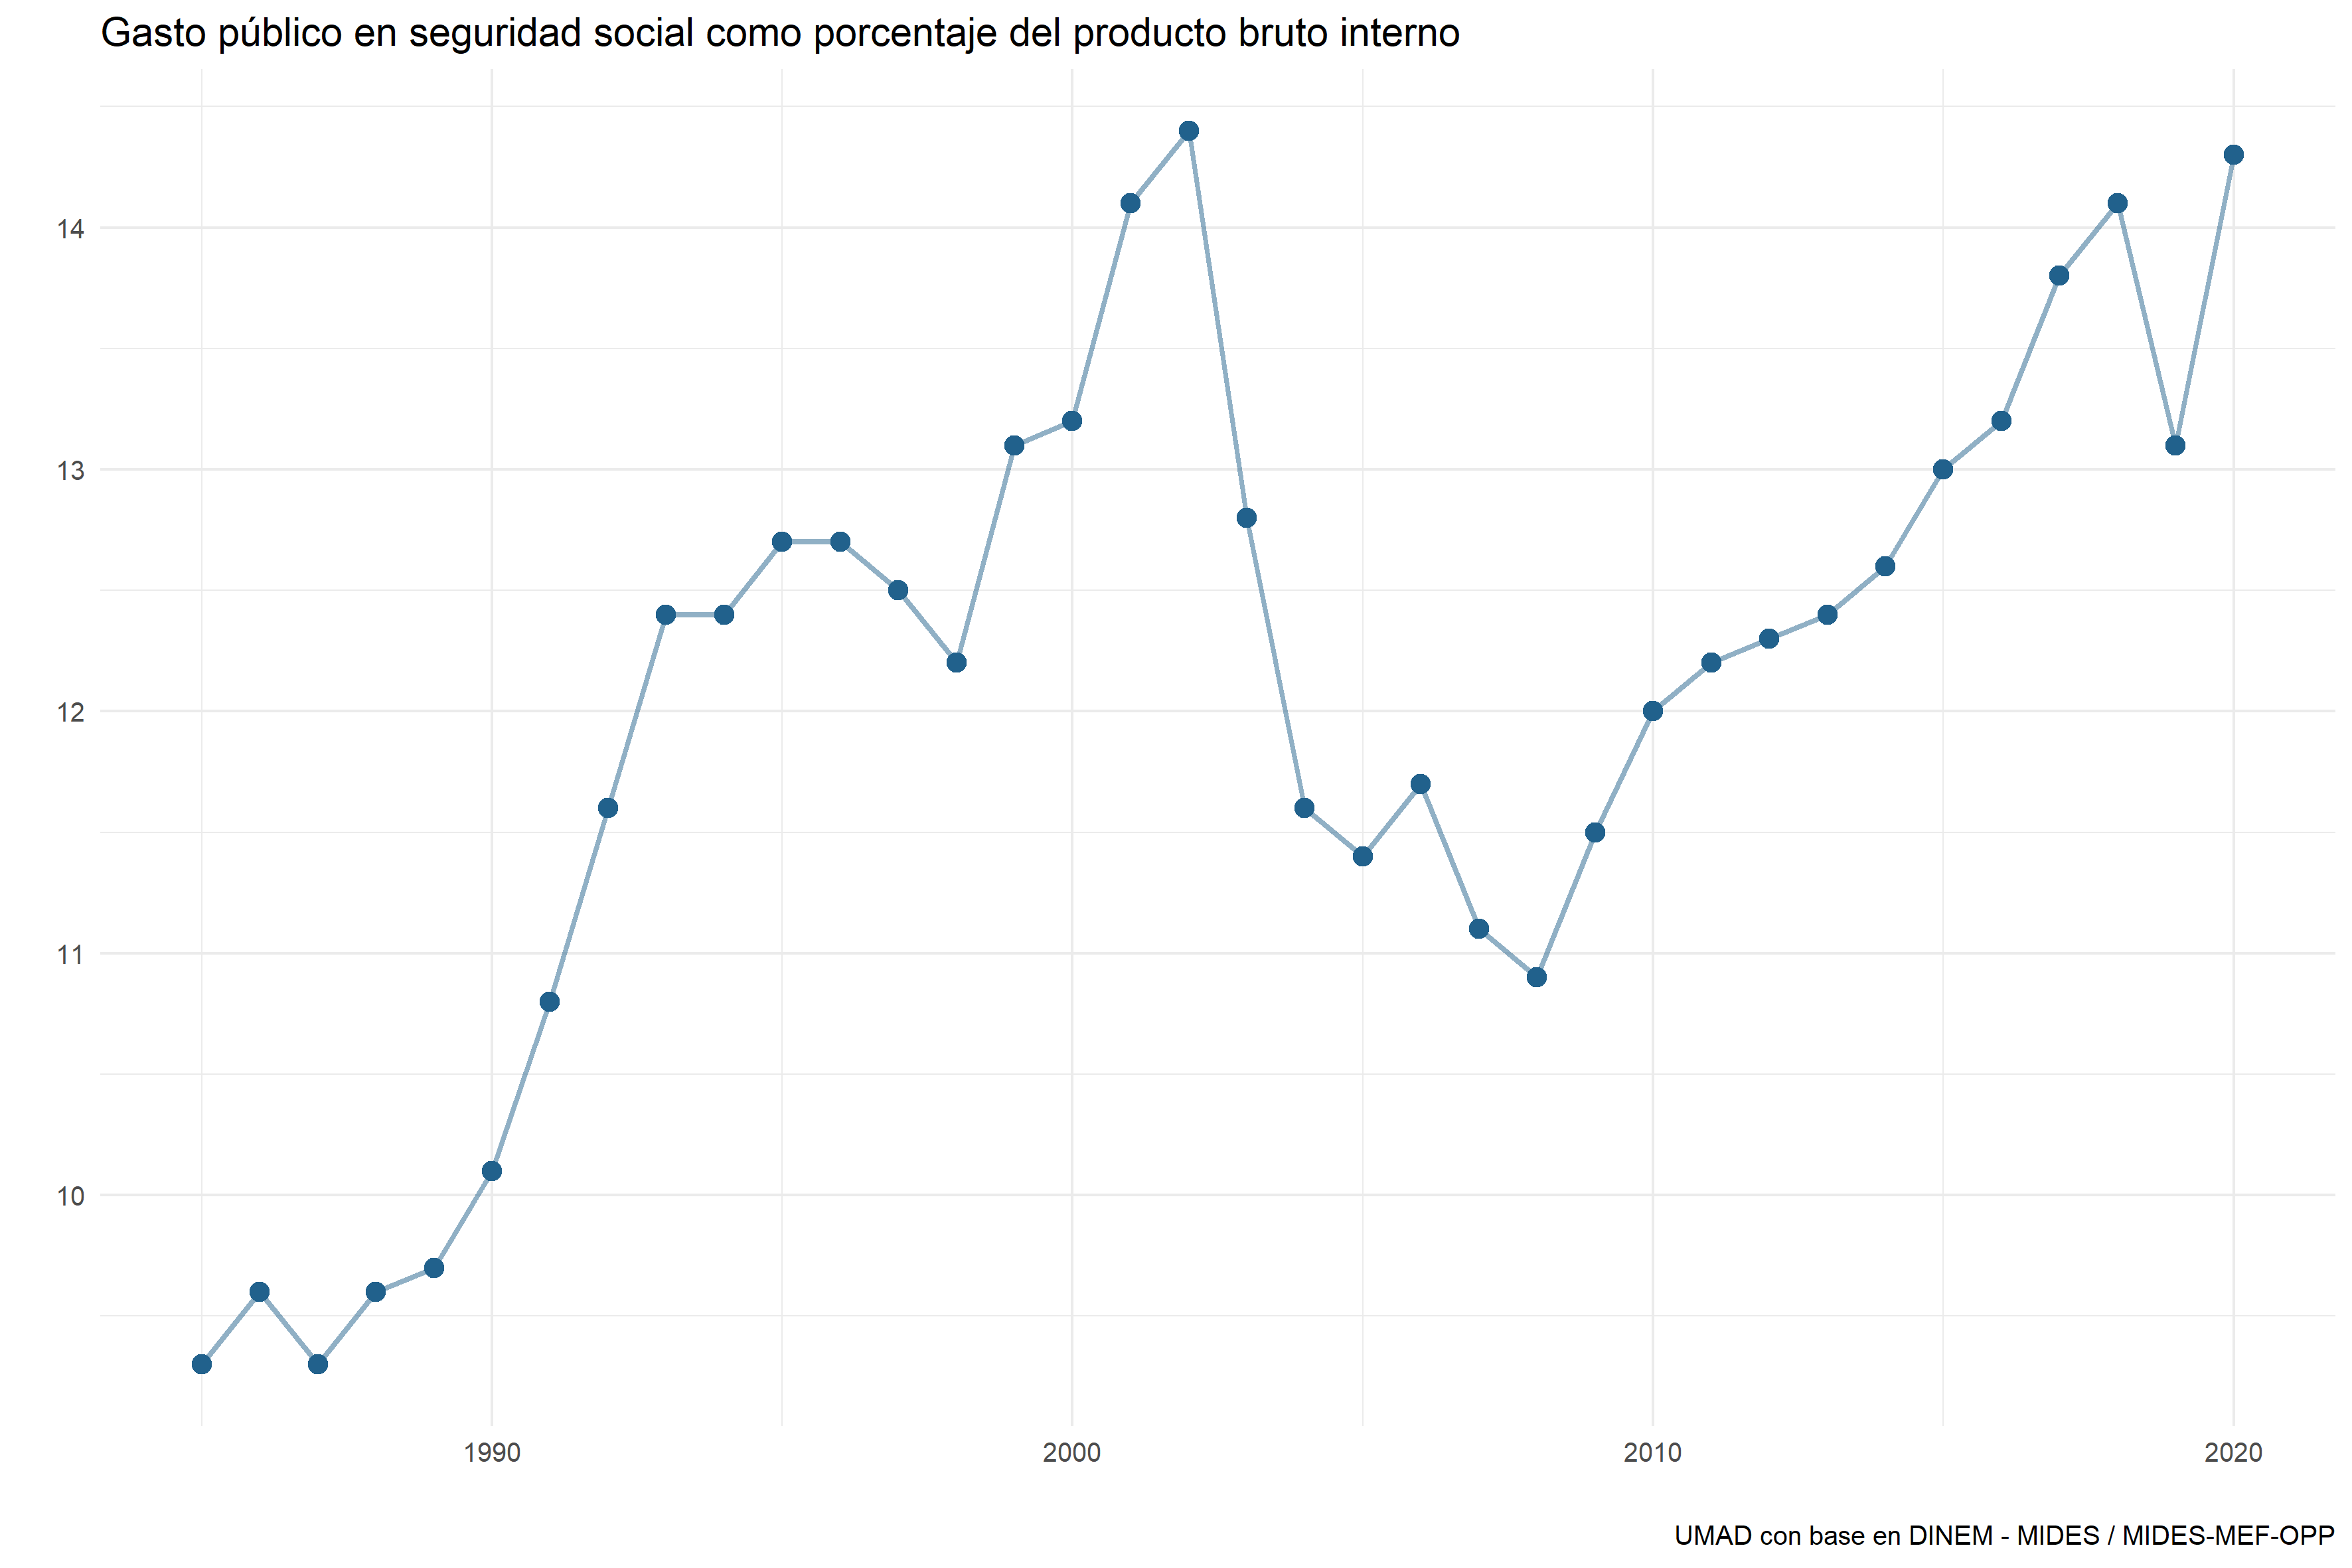 Gasto público en seguridad social como porcentaje del producto bruto interno
14
13
12
11
10
1990 2000 2010 2020
UMAD con base en DINEM - MIDES / MIDES-MEF-OPP